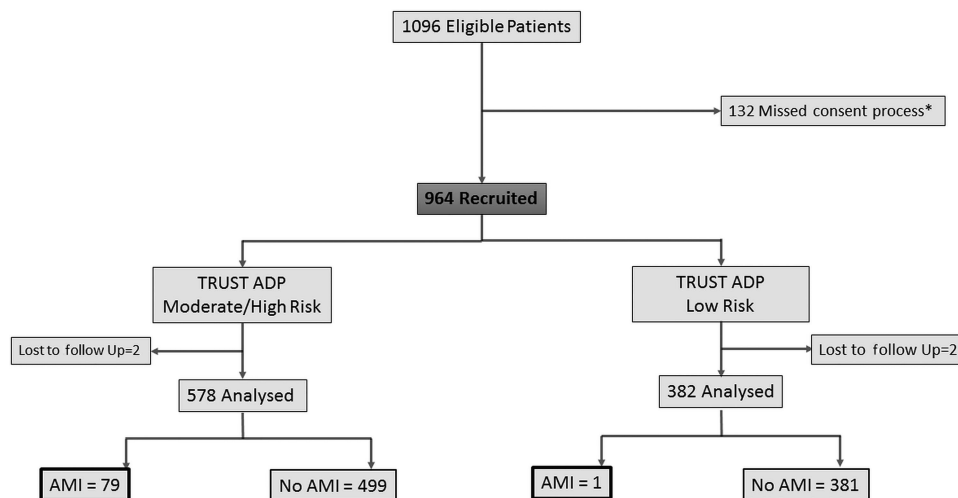 1096 Eligible Patients
132 Missed consent process*
964 Recruited
TRUST ADP
Moderate/High Risk
TRUST ADP
Low Risk
Lost to follow Up=2
Lost to follow Up=2
578 Analysed
382 Analysed
AMI = 79
No AMI = 499
AMI = 1
No AMI = 381